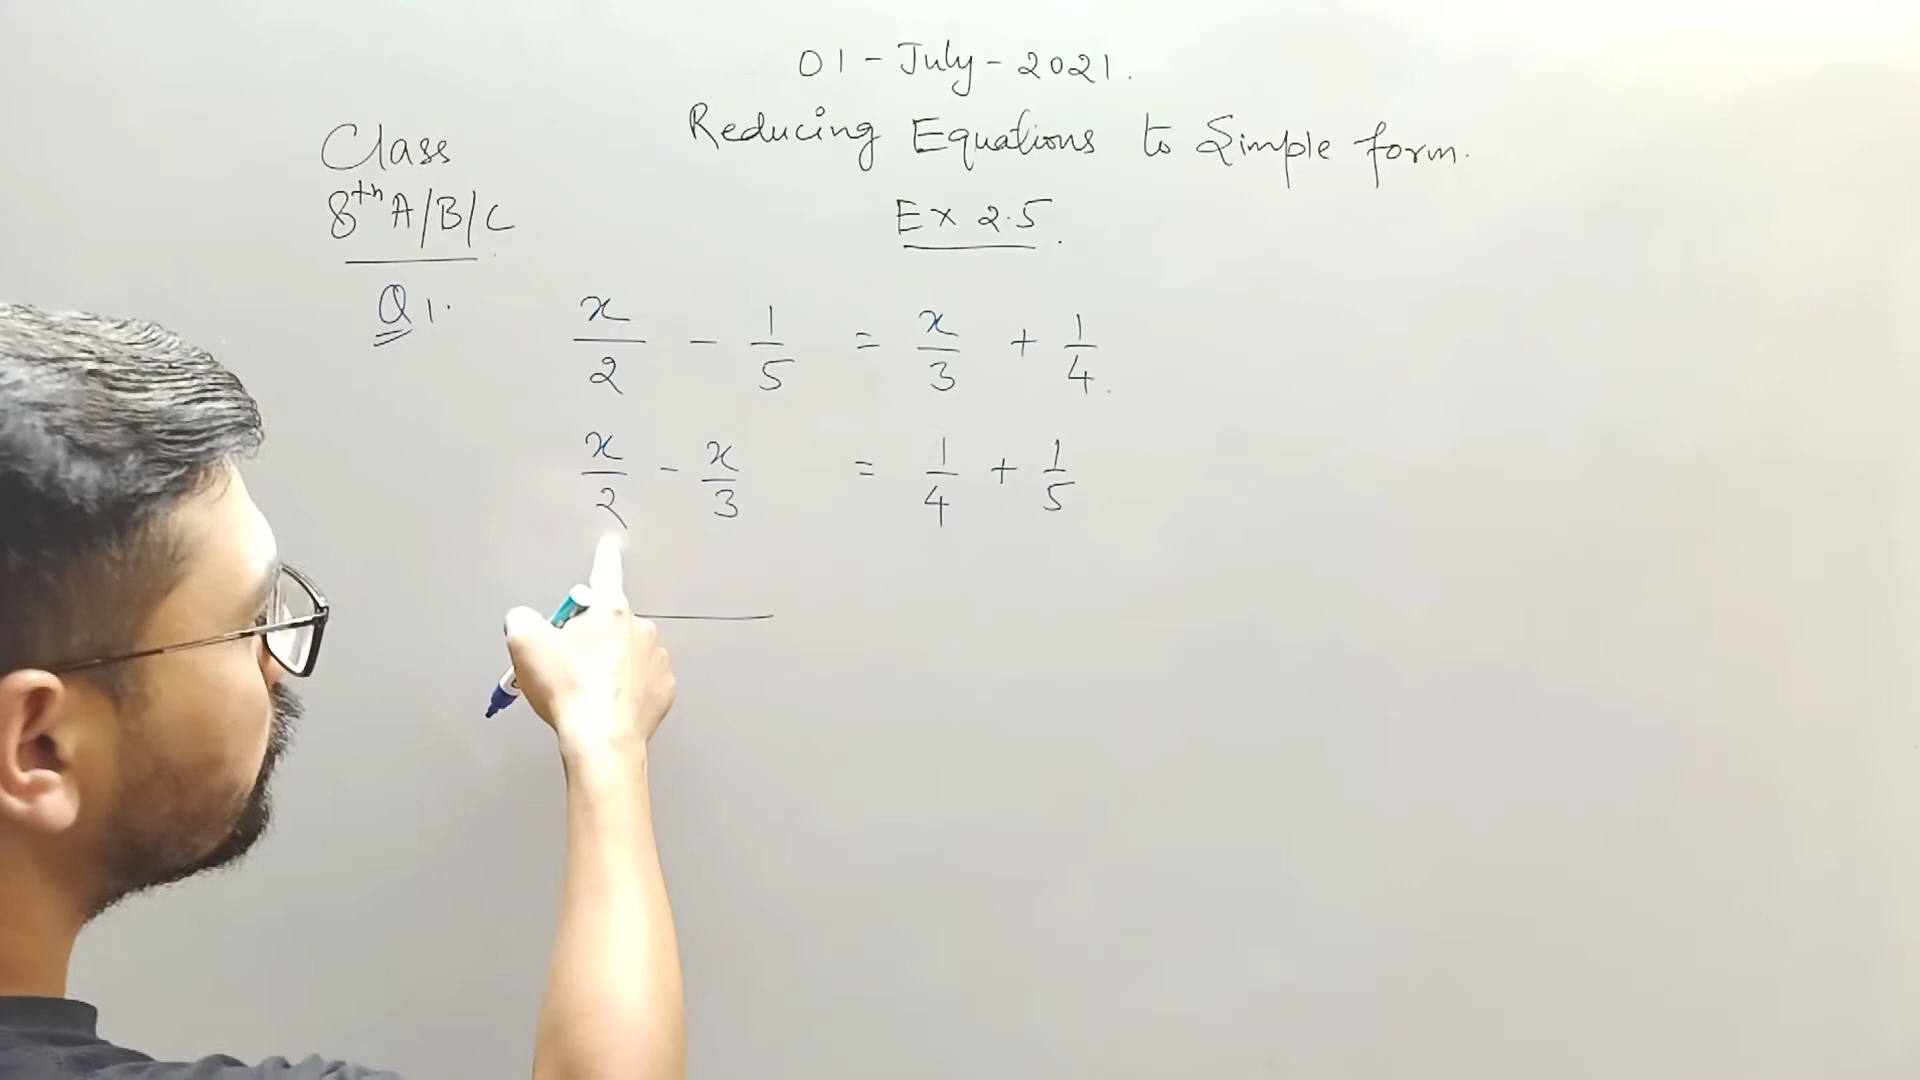 01 - July - 2021.
Reducing Equations to Simple form.
Class
8th A/B/C
Ex 2.5.
Q1. x/2 - 1/5 = x/3 + 1/4.
x/2 - x/3 = 1/4 + 1/5